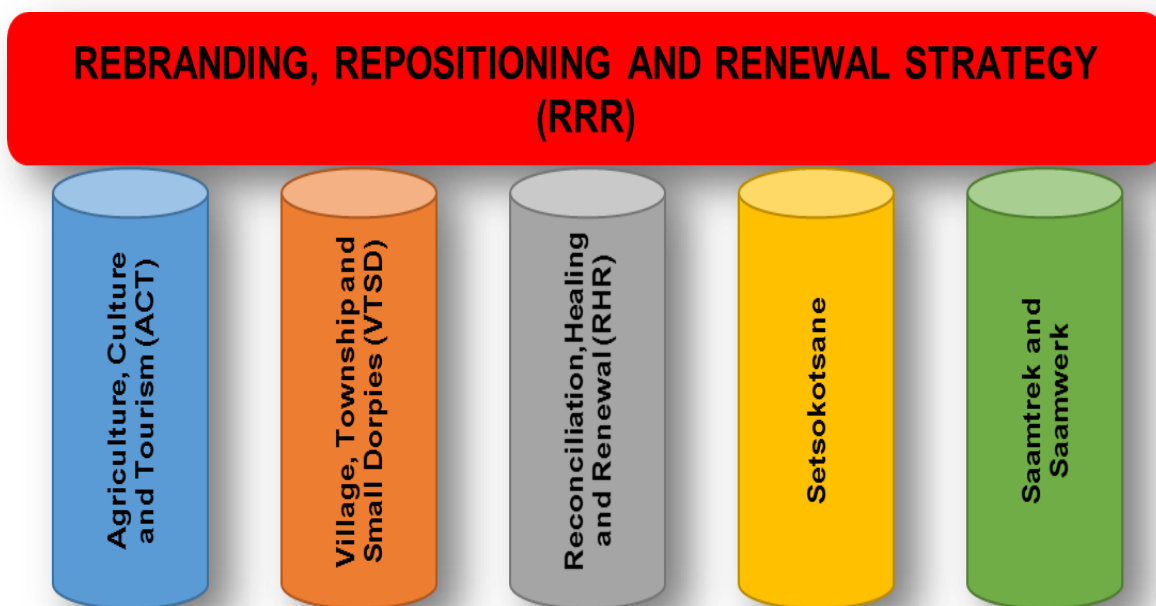 REBRANDING, REPOSITIONING AND RENEWAL STRATEGY
(RRR)
Agriculture, Culture
and Tourism (ACT)
Village, Township and
Small Dorpies (VTSD)
Reconciliation,Healing
and Renewal(RHR)
Setsokotsane
Saamtrek and
Saamwerk